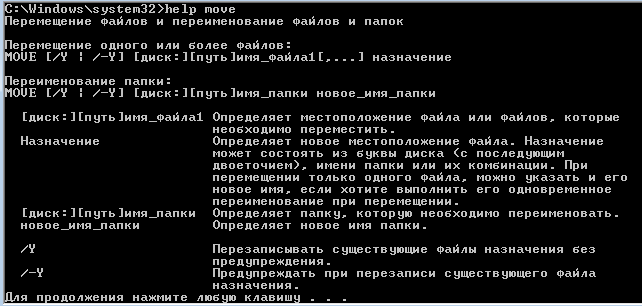 C:\Windows\system32>help move
Перемещение файлов и переименование файлов и папок
Перемещение одного или более файлов:
MOVE [/Y ¦ /-Y] [диск:][путь]имя_файла1[,...] назначение
Переименование папки:
MOVE [/Y ¦ /-Y] [диск:][путь]имя_папки новое_имя_папки
[диск:][путь]имя_файла1 Определяет местоположение файла или файлов, которые
необходимо переместить.
Назначение Определяет новое местоположение файла. Назначение
может состоять из буквы диска (с последующим
двоеточием), имени папки или их комбинации. При
перемещении только одного файла, можно указать и его
новое имя, если хотите выполнить его одновременное
переименование при перемещении.
[диск:][путь]имя_папки Определяет папку, которую необходимо переименовать.
новое_имя_папки Определяет новое имя папки.
/Y Перезаписывать существующие файлы назначения без
предупреждения.
/-Y Предупреждать при перезаписи существующего файла
назначения.
Для продолжения нажмите любую клавишу . . .